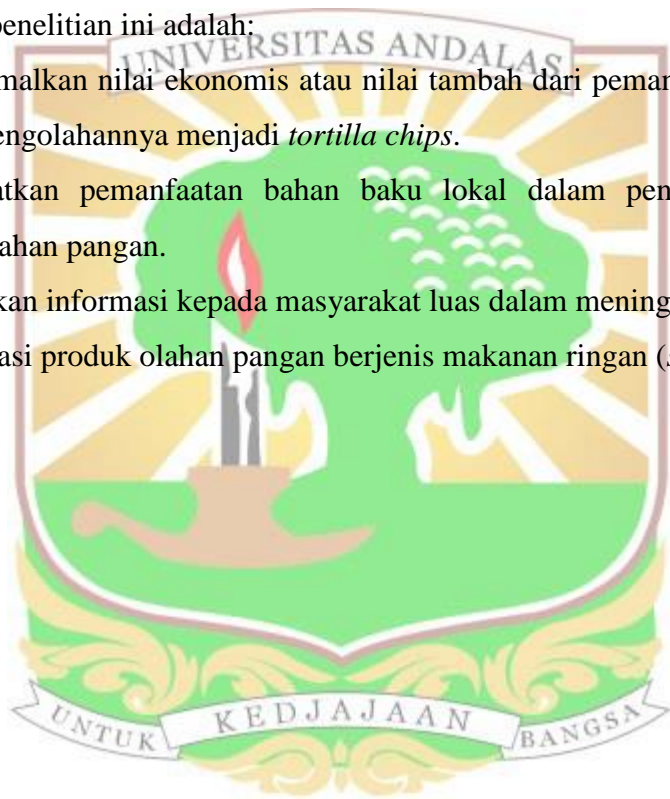 penelitian ini adalah:
UNIVERSITAS ANDALAS
malkan nilai ekonomis atau nilai tambah dari peman
engolahannya menjadi tortilla chips.
atkan pemanfaatan bahan baku lokal dalam pen
ahan pangan.
kan informasi kepada masyarakat luas dalam mening
asi produk olahan pangan berjenis makanan ringan (s
UNTUK KEDJAJAAN BANGSA